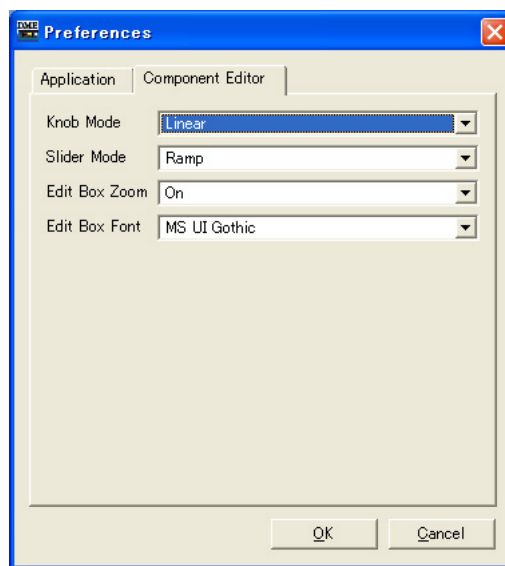 DME
Preferences
Application Component Editor
Knob Mode Linear
Slider Mode Ramp
Edit Box Zoom On
Edit Box Font MS UI Gothic
OK Cancel